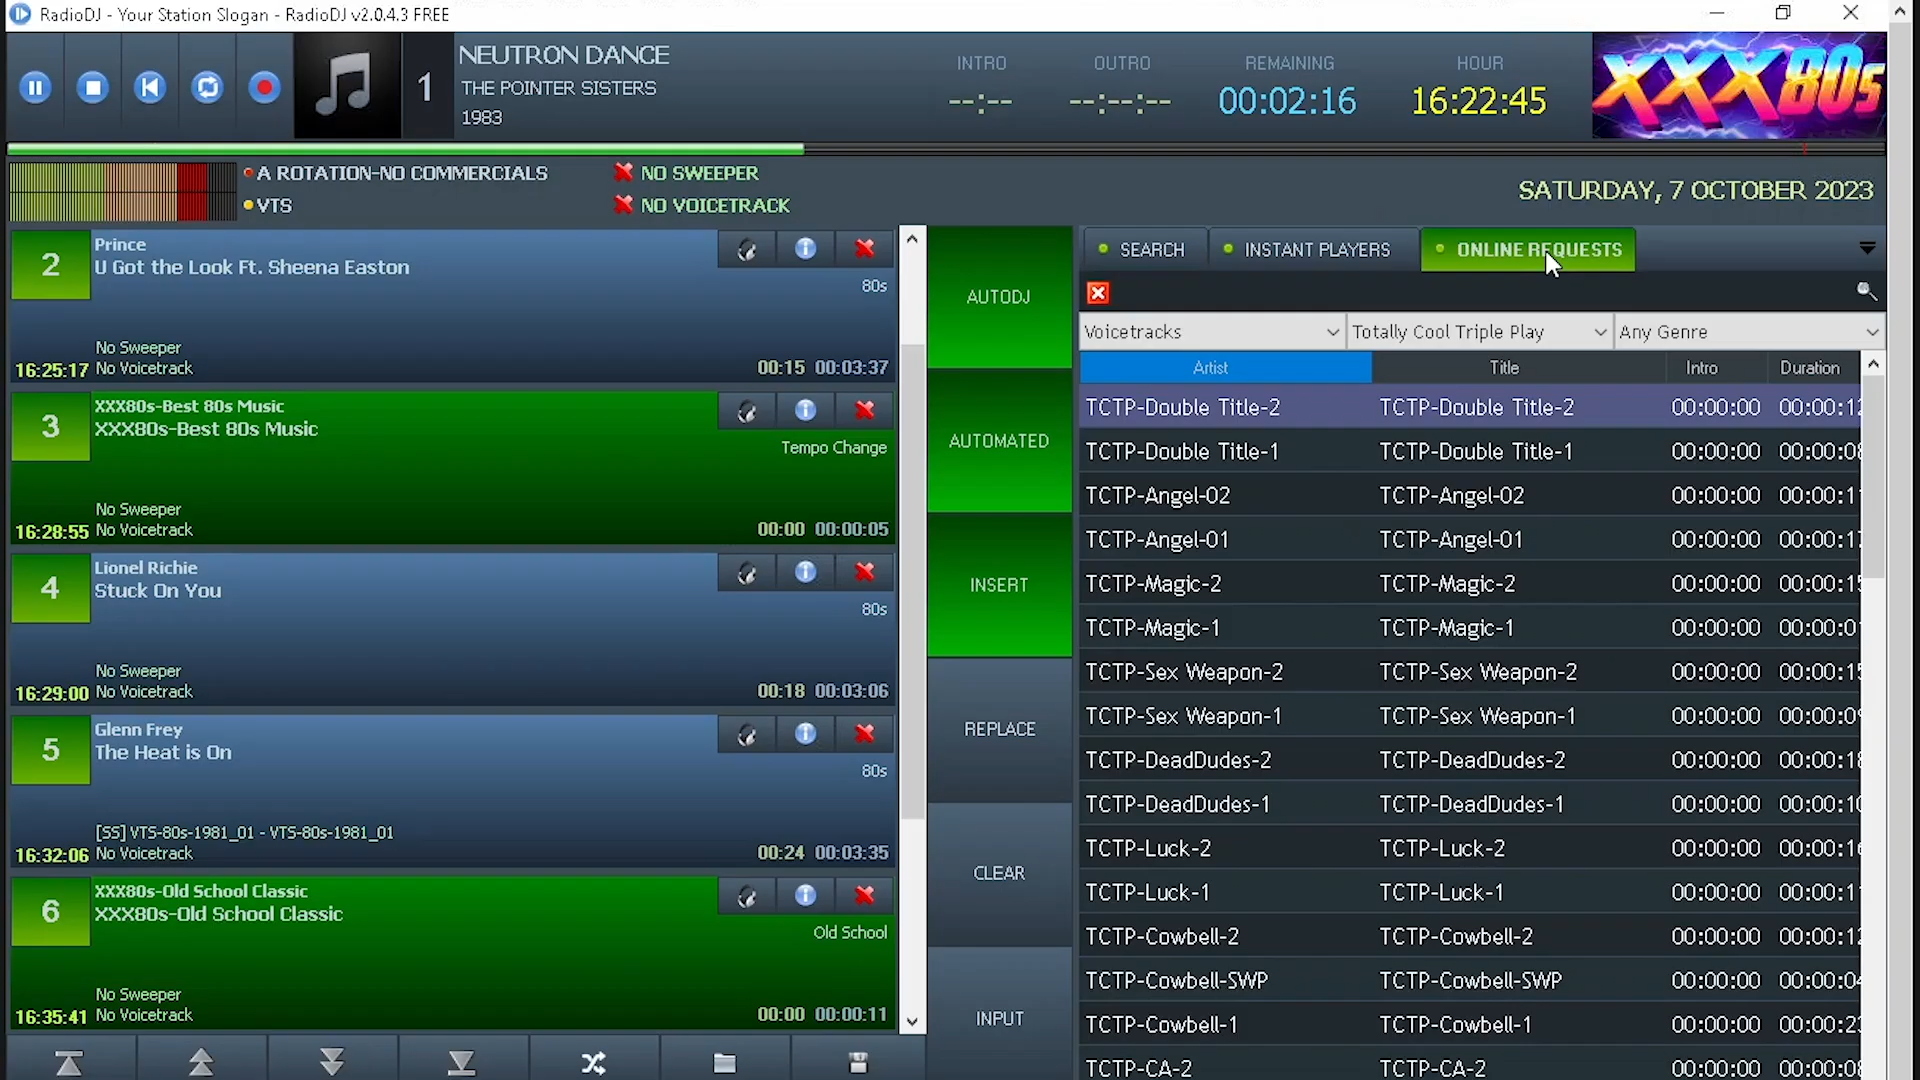 RadioDJ - Your Station Slogan - RadioDJ v2.0.4.3 FREE
1
NEUTRON DANCE
THE POINTER SISTERS
1983
INTRO
--:--
OUTRO
--:--:--
REMAINING
00:02:16
HOUR
16:22:45
XXX80s
A ROTATION-NO COMMERCIALS
VTS
NO SWEEPER
NO VOICETRACK
SATURDAY, 7 OCTOBER 2023
2
Prince
U Got the Look Ft. Sheena Easton
80s
No Sweeper
16:25:17 No Voicetrack
00:15 00:03:37
3
XXX80s-Best 80s Music
XXX80s-Best 80s Music
Tempo Change
No Sweeper
16:28:55 No Voicetrack
00:00 00:00:05
4
Lionel Richie
Stuck On You
80s
No Sweeper
16:29:00 No Voicetrack
00:18 00:03:06
5
Glenn Frey
The Heat is On
80s
[SS] VTS-80s-1981_01 - VTS-80s-1981_01
16:32:06 No Voicetrack
00:24 00:03:35
6
XXX80s-Old School Classic
XXX80s-Old School Classic
Old School
No Sweeper
16:35:41 No Voicetrack
00:00 00:00:11
AUTODJ
AUTOMATED
INSERT
REPLACE
CLEAR
INPUT
SEARCH
INSTANT PLAYERS
ONLINE REQUESTS
Voicetracks
Totally Cool Triple Play
Any Genre
Artist Title Intro Duration
TCTP-Double Title-2 TCTP-Double Title-2 00:00:00 00:00:12
TCTP-Double Title-1 TCTP-Double Title-1 00:00:00
TCTP-Angel-02 TCTP-Angel-02 00:00:00
TCTP-Angel-01 TCTP-Angel-01 00:00:00
TCTP-Magic-2 TCTP-Magic-2 00:00:00
TCTP-Magic-1 TCTP-Magic-1 00:00:00
TCTP-Sex Weapon-2 TCTP-Sex Weapon-2 00:00:00
TCTP-Sex Weapon-1 TCTP-Sex Weapon-1 00:00:00
TCTP-DeadDudes-2 TCTP-DeadDudes-2 00:00:00
TCTP-DeadDudes-1 TCTP-DeadDudes-1 00:00:00
TCTP-Luck-2 TCTP-Luck-2 00:00:00
TCTP-Luck-1 TCTP-Luck-1 00:00:00
TCTP-Cowbell-2 TCTP-Cowbell-2 00:00:00
TCTP-Cowbell-SWP TCTP-Cowbell-SWP 00:00:00
TCTP-Cowbell-1 TCTP-Cowbell-1 00:00:00
TCTP-CA-2 TCTP-CA-2 00:00:00